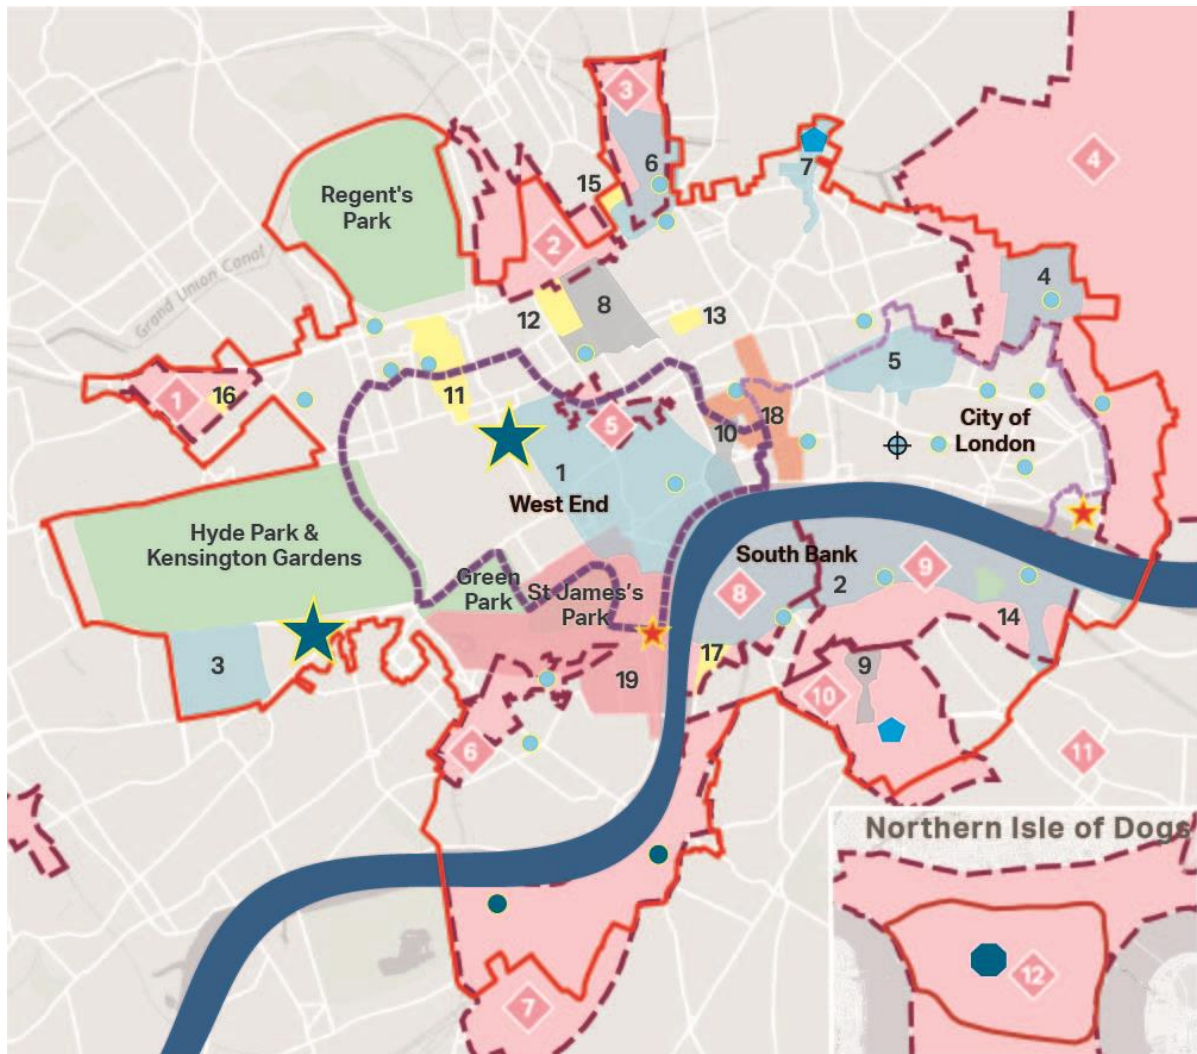 3
6
7
15
4
Regent's
Park
2
Grand Union Canal
4
8
12
13
5
1
16
11
5
18
10
City of
London
1
West End
Hyde Park &
Kensington Gardens
South Bank
9
Green
Park
St James's
Park
8
2
14
3
17
9
19
10
6
11
Northern Isle of Dogs
12
7